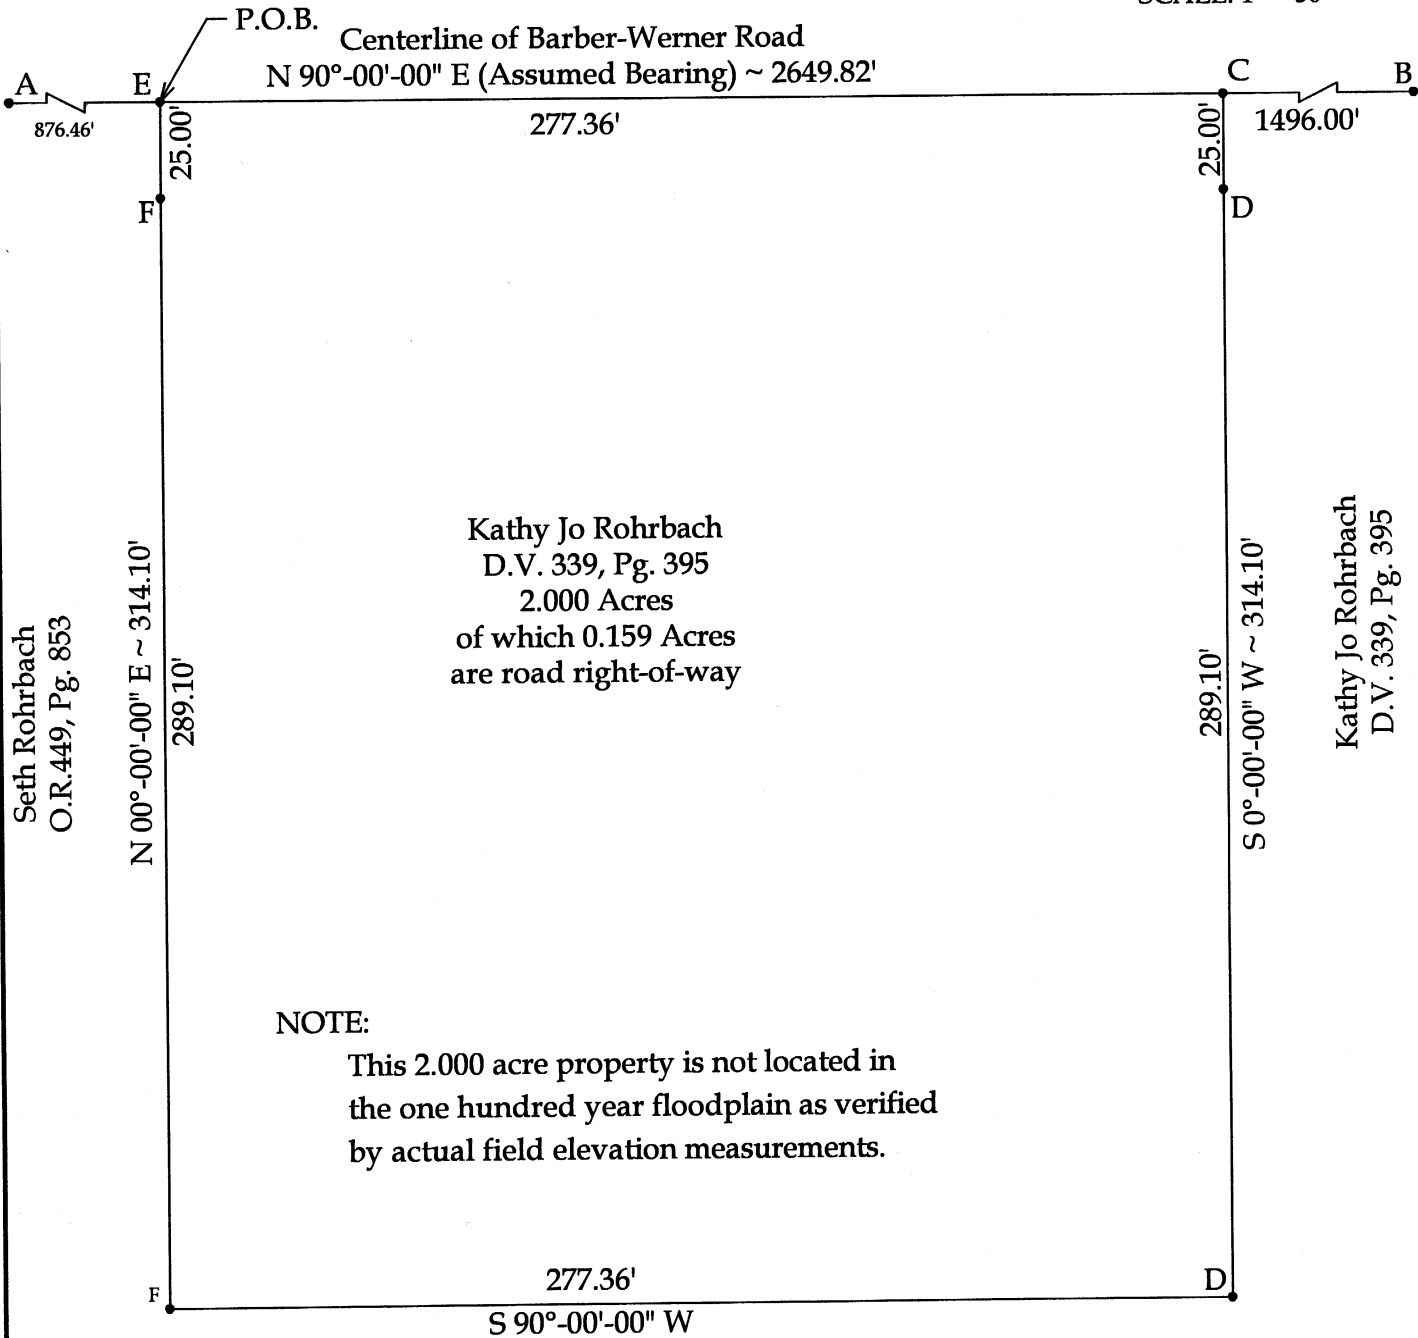 P.O.B.
Centerline of Barber-Werner Road
N 90°-00'-00" E (Assumed Bearing) ~ 2649.82'
A
E
C
B
876.46'
277.36'
1496.00'
25.00'
25.00'
F
D
Kathy Jo Rohrbach
D.V. 339, Pg. 395
2.000 Acres
of which 0.159 Acres
are road right-of-way
Seth Rohrbach
O.R.449, Pg. 853
N 00°-00'-00" E ~ 314.10'
289.10'
289.10'
S 0°-00'-00" W ~ 314.10'
Kathy Jo Rohrbach
D.V. 339, Pg. 395
NOTE:
This 2.000 acre property is not located in
the one hundred year floodplain as verified
by actual field elevation measurements.
F
277.36'
D
S 90°-00'-00" W